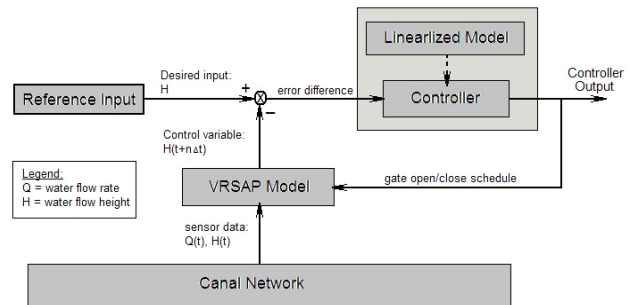 Linearlized Model
Desired input:
H
Controller
Output
Reference Input
+
X
error difference
Controller
−
Control variable:
H(t+nΔt)
Legend:
Q = water flow rate
H = water flow height
VRSAP Model
gate open/close schedule
sensor data:
Q(t), H(t)
Canal Network